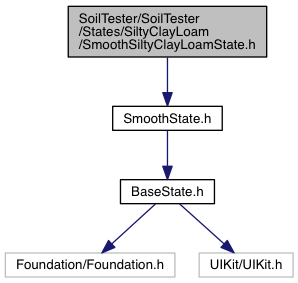 SoilTester/SoilTester
/States/SiltyClayLoam
/SmoothSiltyClayLoamState.h
SmoothState.h
BaseState.h
Foundation/Foundation.h
UIKit/UIKit.h